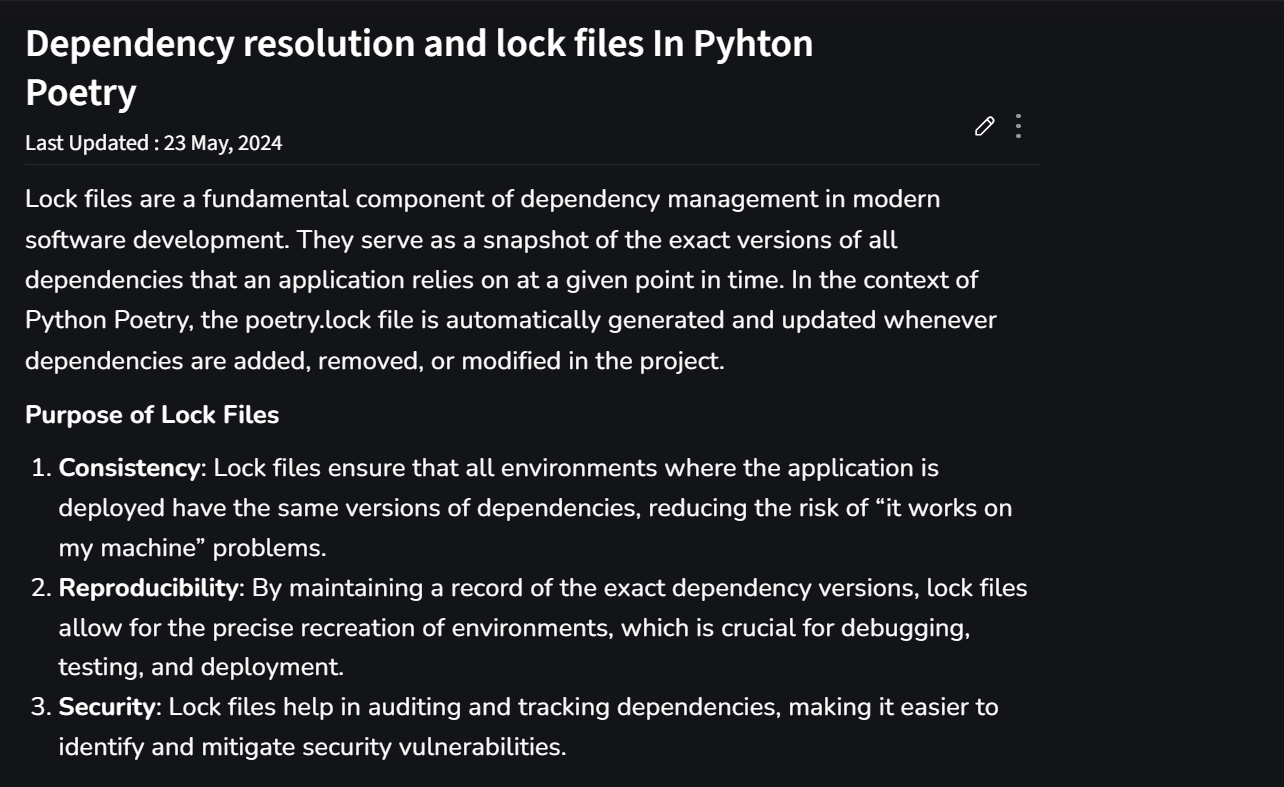 Dependency resolution and lock files In Pyhton
Poetry
Last Updated : 23 May, 2024
Lock files are a fundamental component of dependency management in modern
software development. They serve as a snapshot of the exact versions of all
dependencies that an application relies on at a given point in time. In the context of
Python Poetry, the poetry.lock file is automatically generated and updated whenever
dependencies are added, removed, or modified in the project.
Purpose of Lock Files
1. Consistency: Lock files ensure that all environments where the application is
deployed have the same versions of dependencies, reducing the risk of “it works on
my machine” problems.
2. Reproducibility: By maintaining a record of the exact dependency versions, lock files
allow for the precise recreation of environments, which is crucial for debugging,
testing, and deployment.
3. Security: Lock files help in auditing and tracking dependencies, making it easier to
identify and mitigate security vulnerabilities.